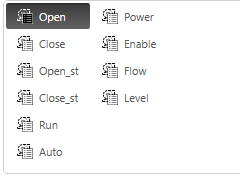 Open
Close
Open_st
Close_st
Run
Auto
Power
Enable
Flow
Level